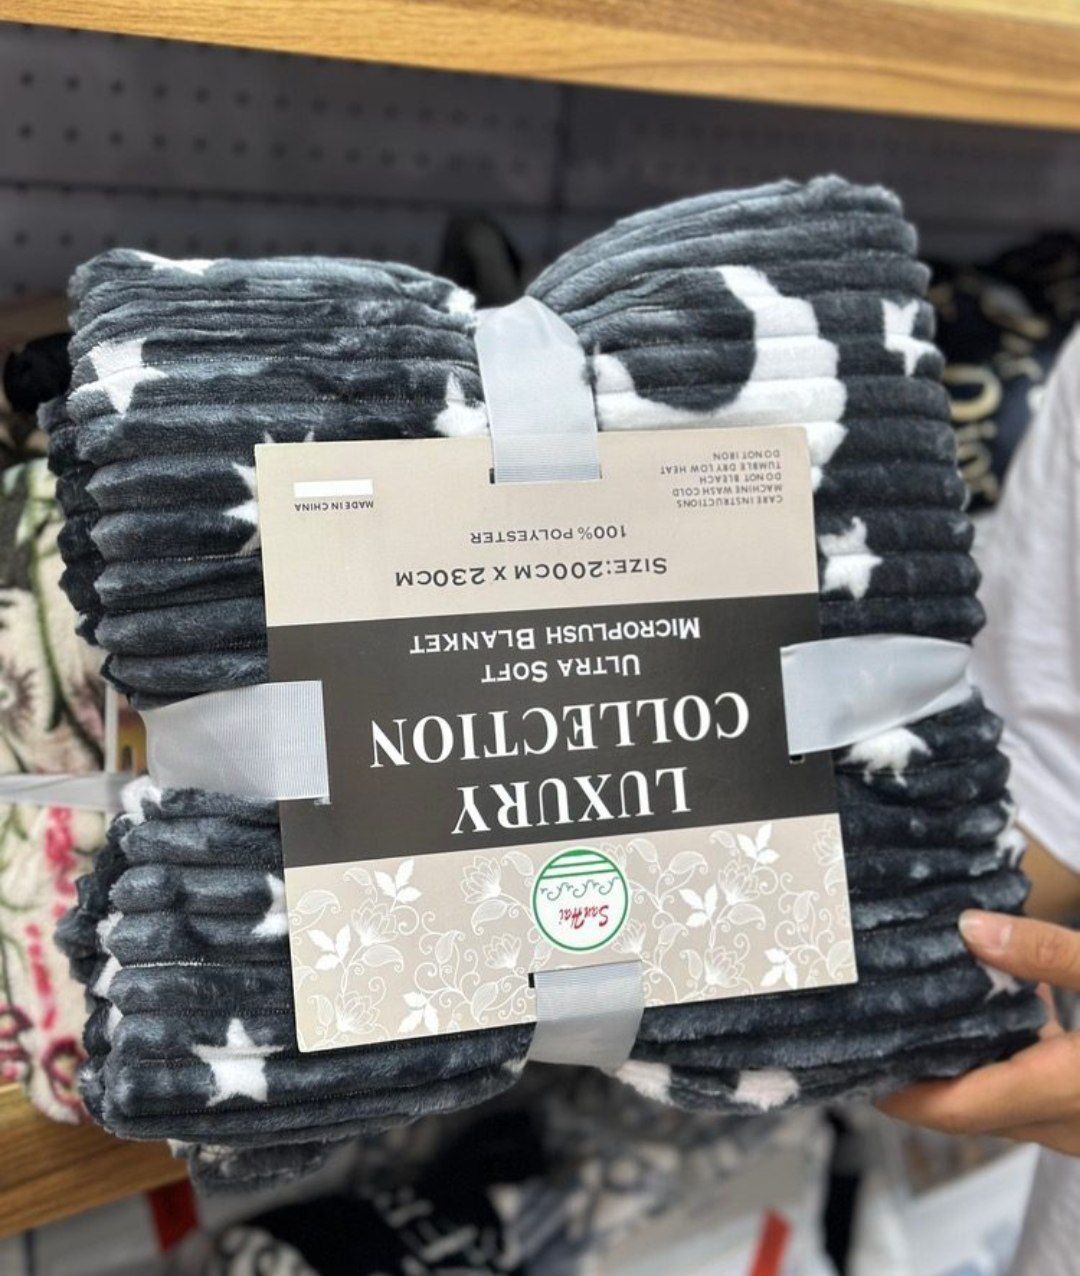 SanHai
LUXURY
COLLECTION
ULTRA SOFT
MICROPLUSH BLANKET
SIZE:200CM X 230CM
100% POLYESTER
CARE INSTRUCTIONS
MACHINE WASH COLD
DO NOT BLEACH
TUMBLE DRY LOW HEAT
DO NOT IRON
MADE IN CHINA